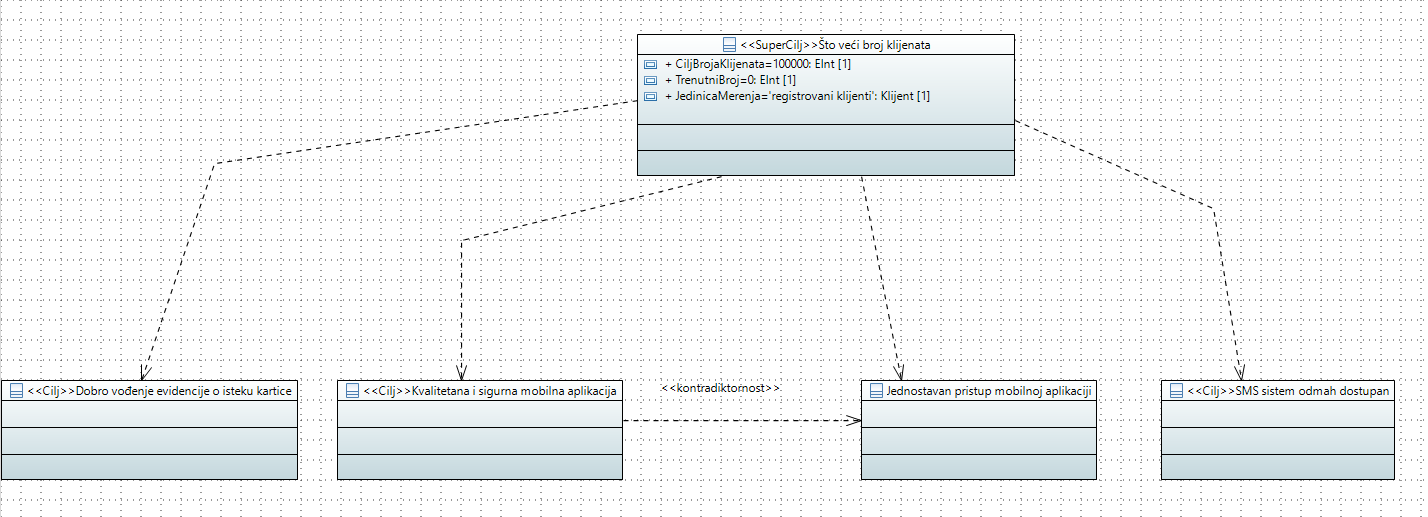 <<SuperCilj>>Što veći broj klijenata
+ CiljBrojaKlijenata=100000: EInt [1]
+ TrenutniBroj=0: EInt [1]
+ JedinicaMerenja='registrovani klijenti': Klijent [1]
<<Cilj>>Dobro vođenje evidencije o isteku kartice
<<Cilj>>Kvalitetana i sigurna mobilna aplikacija
<<kontradiktornost>>
Jednostavan pristup mobilnoj aplikaciji
<<Cilj>>SMS sistem odmah dostupan